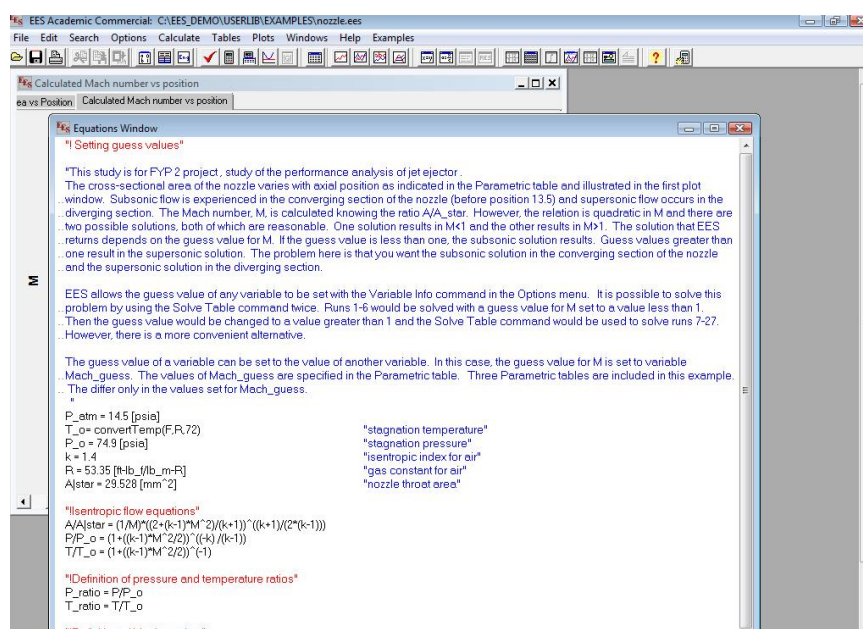 EES Academic Commercial: C:\EES_DEMO\USERLIB\EXAMPLES\nozzle.ees
File Edit Search Options Calculate Tables Plots Windows Help Examples
Calculated Mach number vs position
ea vs Position Calculated Mach number vs position
Equations Window
"! Setting guess values"
"This study is for FYP 2 project , study of the performance analysis of jet ejector .
The cross-sectional area of the nozzle varies with axial position as indicated in the Parametric table and illustrated in the first plot
window. Subsonic flow is experienced in the converging section of the nozzle (before position 13.5) and supersonic flow occurs in the
diverging section. The Mach number, M, is calculated knowing the ratio A/A_star. However, the relation is quadratic in M and there are
two possible solutions, both of which are reasonable. One solution results in M<1 and the other results in M>1. The solution that EES
returns depends on the guess value for M. If the guess value is less than one, the subsonic solution results. Guess values greater than
one result in the supersonic solution. The problem here is that you want the subsonic solution in the converging section of the nozzle
and the supersonic solution in the diverging section.
EES allows the guess value of any variable to be set with the Variable Info command in the Options menu. It is possible to solve this
problem by using the Solve Table command twice. Runs 1-6 would be solved with a guess value for M set to a value less than 1.
Then the guess value would be changed to a value greater than 1 and the Solve Table command would be used to solve runs 7-27.
However, there is a more convenient alternative.
The guess value of a variable can be set to the value of another variable. In this case, the guess value for M is set to variable
Mach_guess. The values of Mach_guess are specified in the Parametric table. Three Parametric tables are included in this example.
The differ only in the values set for Mach_guess.
"
P_atm = 14.5 [psia]
T_o= convertTemp(F,R,72) "stagnation temperature"
P_o = 74.9 [psia] "stagnation pressure"
k = 1.4 "isentropic index for air"
R = 53.35 [ft-lb_f/lb_m-R] "gas constant for air"
A|star = 29.528 [mm^2] "nozzle throat area"
"!Isentropic flow equations"
A/A|star = (1/M)*((2+(k-1)*M^2)/(k+1))^((k+1)/(2*(k-1)))
P/P_o = (1+((k-1)*M^2/2))^((-k) /(k-1))
T/T_o = (1+((k-1)*M^2/2))^(-1)
"!Definition of pressure and temperature ratios"
P_ratio = P/P_o
T_ratio = T/T_o
M